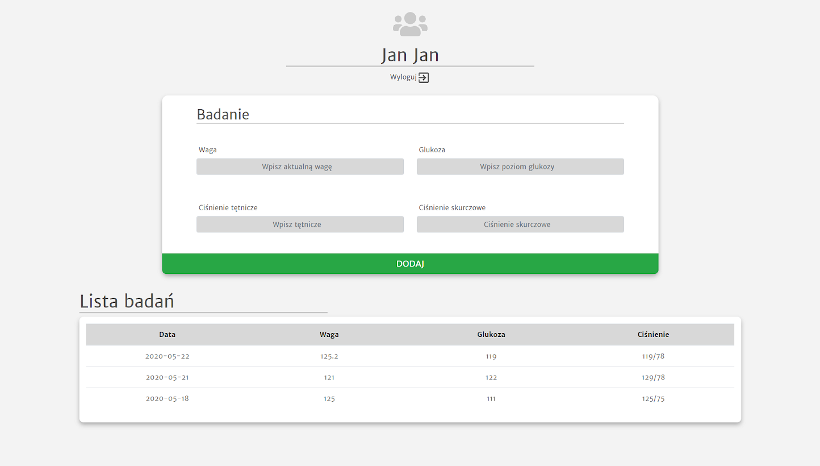 Jan Jan
Wyloguj
Badanie
Waga Glukoza
Wpisz aktualną wagę Wpisz poziom glukozy
Ciśnienie tętnicze Ciśnienie skurczowe
Wpisz tętnicze Ciśnienie skurczowe
DODAJ
Lista badań
Data Waga Glukoza Ciśnienie
2020-05-22 125.2 119 119/78
2020-05-21 121 122 129/78
2020-05-18 125 111 125/75